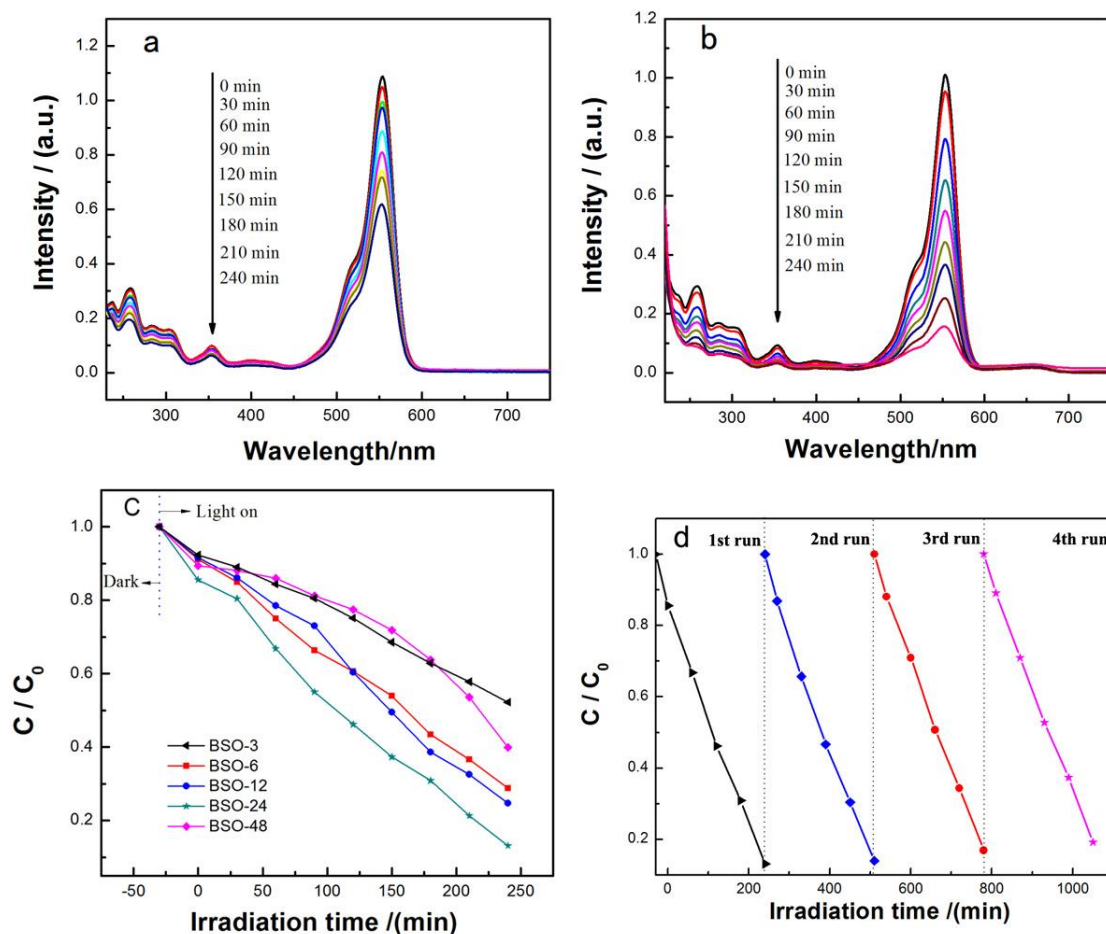 a
0 min
30 min
60 min
90 min
120 min
150 min
180 min
210 min
240 min
Intensity / (a.u.)
1.2
1.0
0.8
0.6
0.4
0.2
0.0
300 400 500 600 700
Wavelength/nm
b
0 min
30 min
60 min
90 min
120 min
150 min
180 min
210 min
240 min
Intensity / (a.u.)
1.2
1.0
0.8
0.6
0.4
0.2
0.0
300 400 500 600 700
Wavelength/nm
C
Light on
Dark
C / C0
1.0
0.8
0.6
0.4
0.2
BSO-3
BSO-6
BSO-12
BSO-24
BSO-48
-50 0 50 100 150 200 250
Irradiation time /(min)
d
1st run 2nd run 3rd run 4th run
C / C0
1.0
0.8
0.6
0.4
0.2
0 200 400 600 800 1000
Irradiation time /(min)